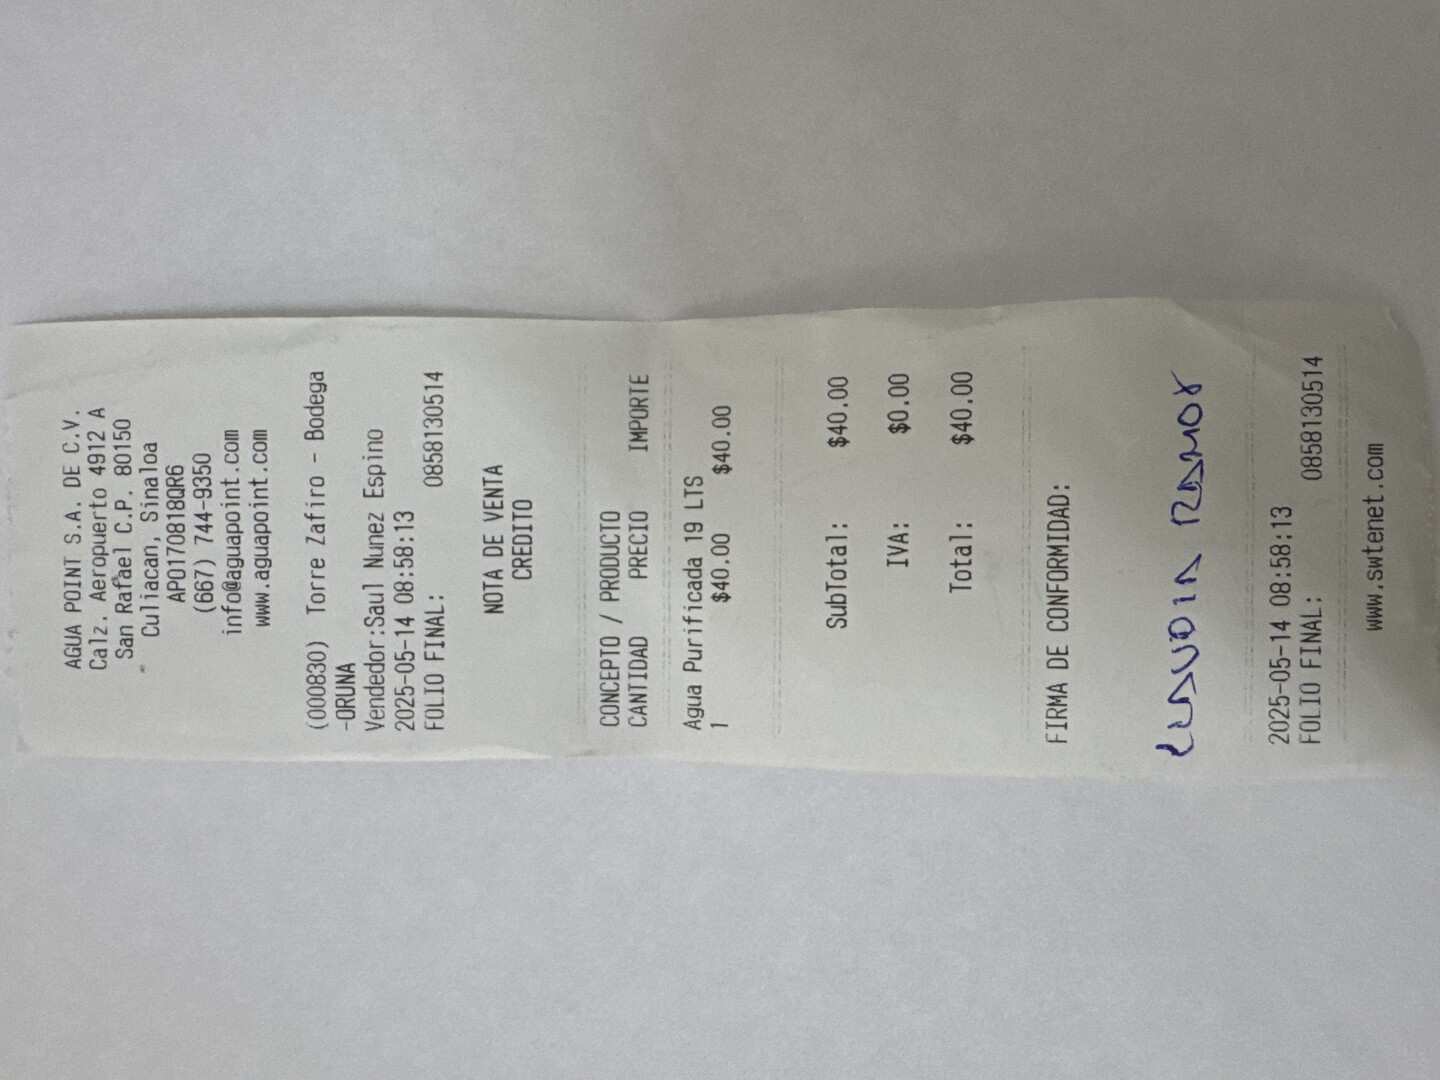 AGUA POINT S.A. DE C.V.
Calz. Aeropuerto 4912 A
San Rafael C.P. 80150
Culiacan, Sinaloa
APO170818QR6
(667) 744-9350
info@aguapoint.com
www.aguapoint.com
(000830) Torre Zafiro - Bodega
-ORUNA
Vendedor:Saul Nunez Espino
2025-05-14 08:58:13
FOLIO FINAL: 0858130514
NOTA DE VENTA
CREDITO
CONCEPTO / PRODUCTO
CANTIDAD PRECIO IMPORTE
Agua Purificada 19 LTS
1 $40.00 $40.00
SubTotal: $40.00
IVA: $0.00
Total: $40.00
FIRMA DE CONFORMIDAD:
RAMOS
2025-05-14 08:58:13
FOLIO FINAL: 0858130514
www.swtenet.com